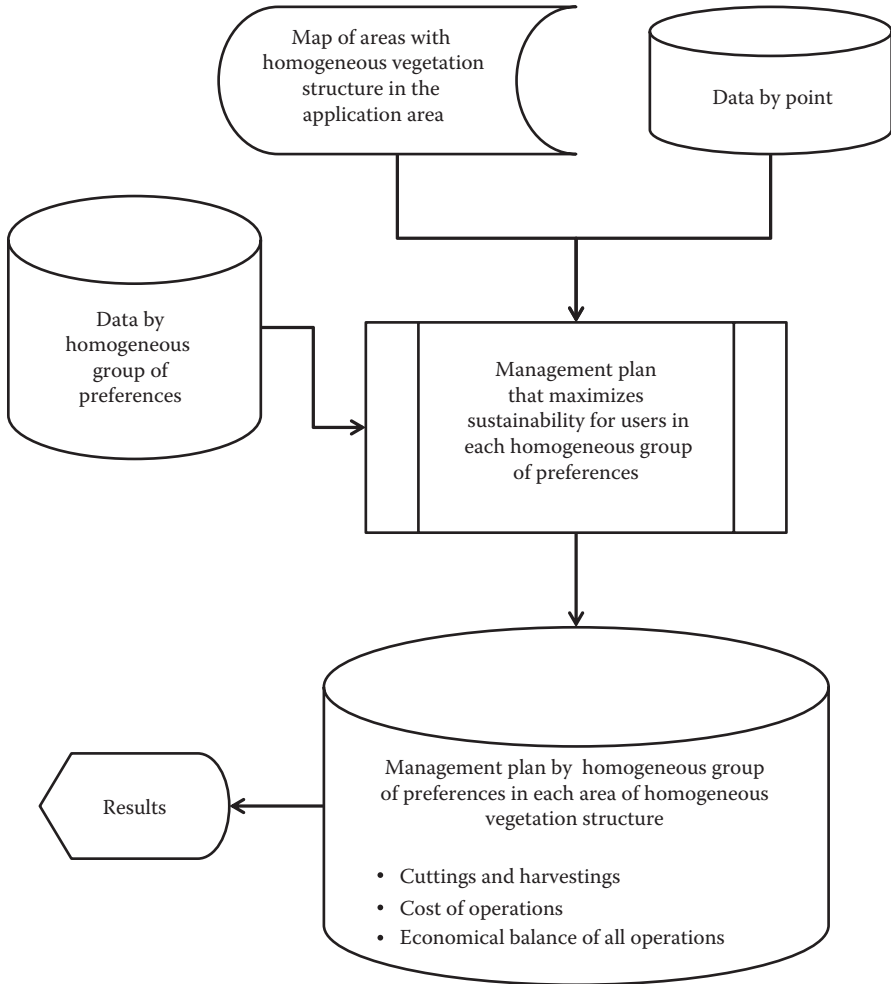 Map of areas with
homogeneous vegetation
structure in the
application area
Data by point
Data by
homogeneous
group of
preferences
Management plan
that maximizes
sustainability for users in
each homogeneous group
of preferences
Management plan by homogeneous group
of preferences in each area of homogeneous
vegetation structure
• Cuttings and harvestings
• Cost of operations
• Economical balance of all operations
Results